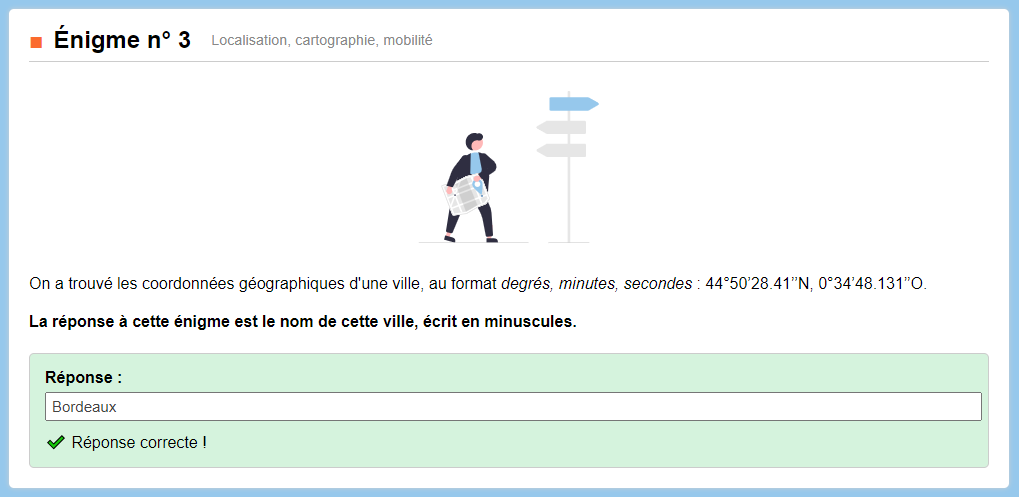 Énigme n° 3 Localisation, cartographie, mobilité
On a trouvé les coordonnées géographiques d'une ville, au format degrés, minutes, secondes : 44°50’28.41’’N, 0°34’48.131’’O.
La réponse à cette énigme est le nom de cette ville, écrit en minuscules.
Réponse :
Bordeaux
Réponse correcte !